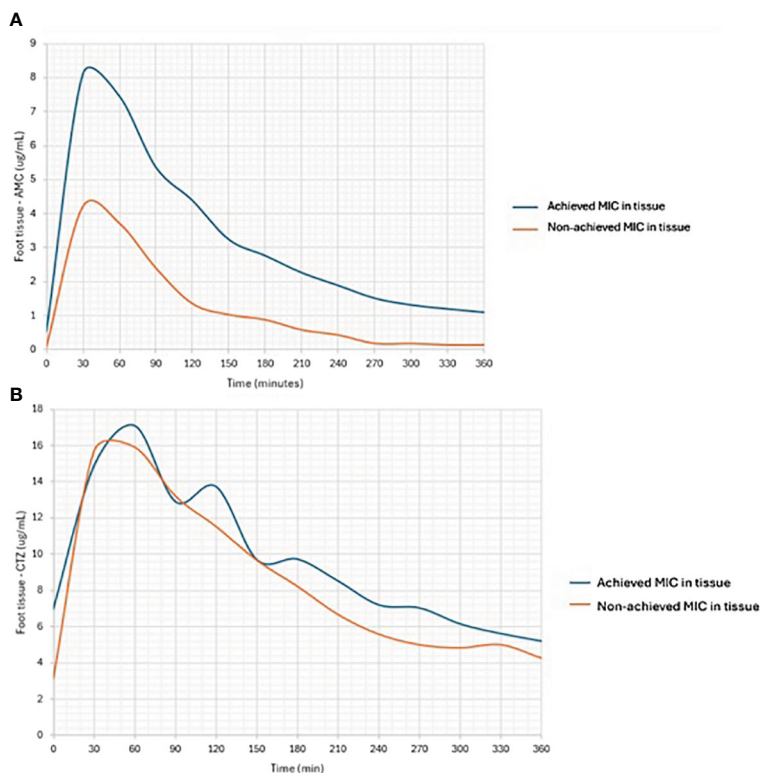 A
9
8
7
6
5
4
3
2
1
0
Foot tissue - AMC (ug/mL)
0 30 60 90 120 150 180 210 240 270 300 330 360
Time (minutes)
Achieved MIC in tissue
Non-achieved MIC in tissue
B
18
16
14
12
10
8
6
4
2
0
Foot tissue - CTZ (ug/mL)
0 30 60 90 120 150 180 210 240 270 300 330 360
Time (min)
Achieved MIC in tissue
Non-achieved MIC in tissue